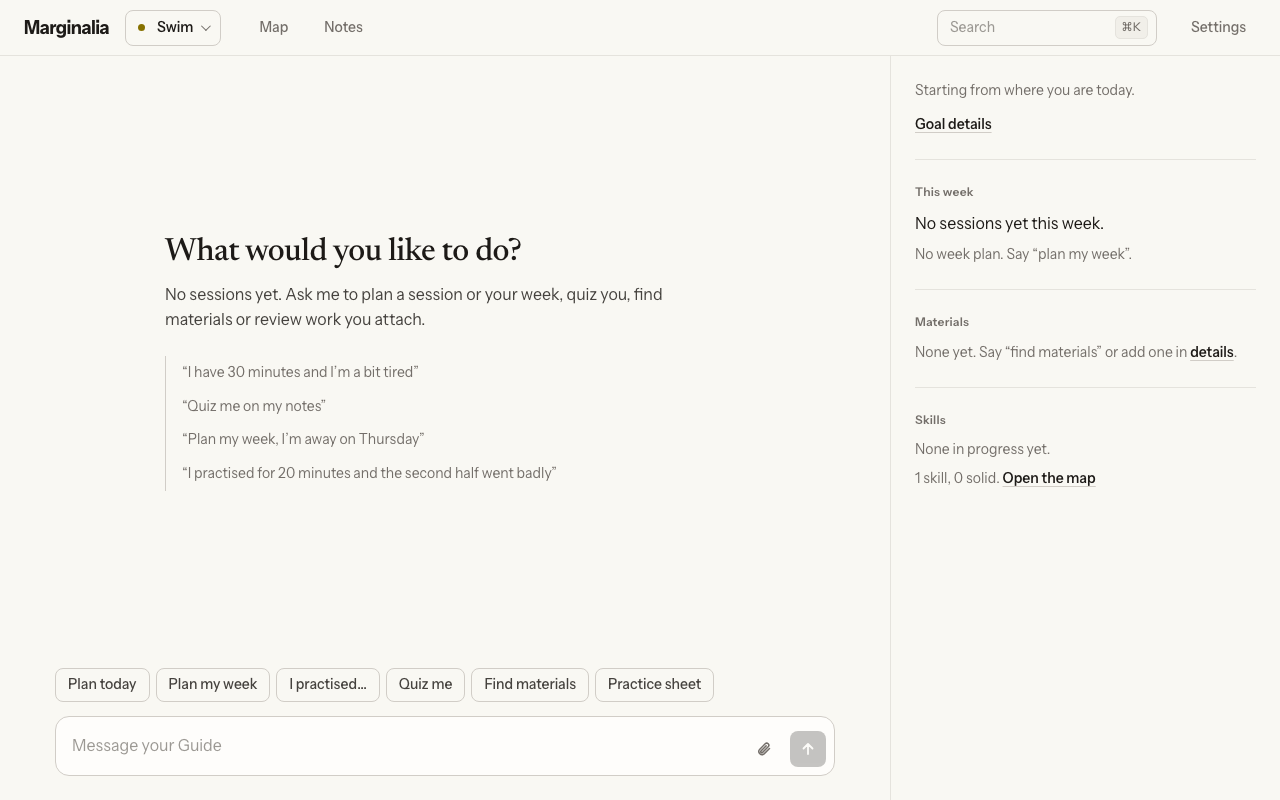 Marginalia
Swim
Map
Notes
Search
⌘K
Settings
What would you like to do?
No sessions yet. Ask me to plan a session or your week, quiz you, find
materials or review work you attach.
“I have 30 minutes and I’m a bit tired”
“Quiz me on my notes”
“Plan my week, I’m away on Thursday”
“I practised for 20 minutes and the second half went badly”
Plan today
Plan my week
I practised…
Quiz me
Find materials
Practice sheet
Message your Guide
Starting from where you are today.
Goal details
This week
No sessions yet this week.
No week plan. Say “plan my week”.
Materials
None yet. Say “find materials” or add one in details.
Skills
None in progress yet.
1 skill, 0 solid. Open the map